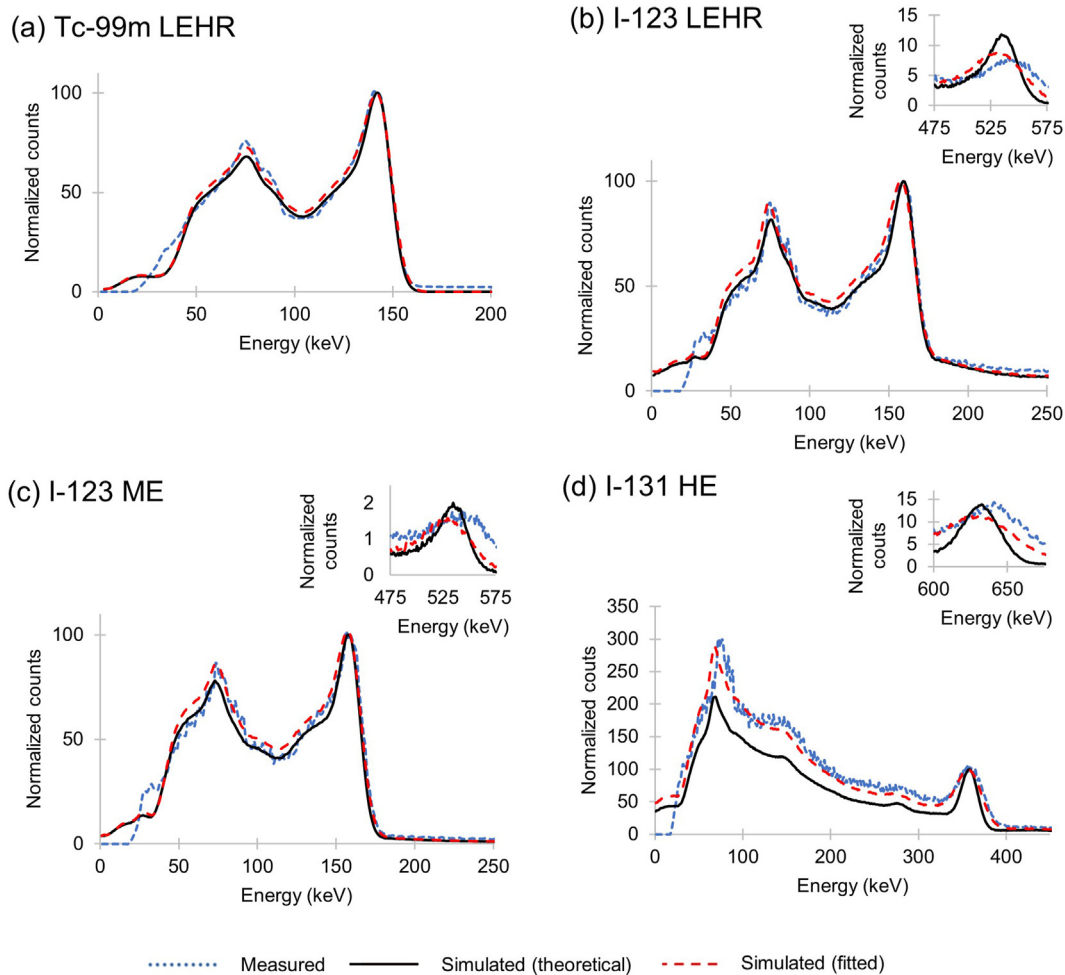 (a) Tc-99m LEHR
Normalized counts
100
50
0
0 50 100 150 200
Energy (keV)
(b) I-123 LEHR
Normalized
counts
15
10
5
0
475 525 575
Energy (keV)
Normalized counts
100
50
0
0 50 100 150 200 250
Energy (keV)
(c) I-123 ME
Normalized
counts
2
1
0
475 525 575
Energy (keV)
Normalized counts
100
50
0
0 50 100 150 200 250
Energy (keV)
(d) I-131 HE
Normalized
couts
15
10
5
0
600 650
Energy (keV)
Normalized couts
350
300
250
200
150
100
50
0
0 100 200 300 400
Energy (keV)
Measured Simulated (theoretical) Simulated (fitted)